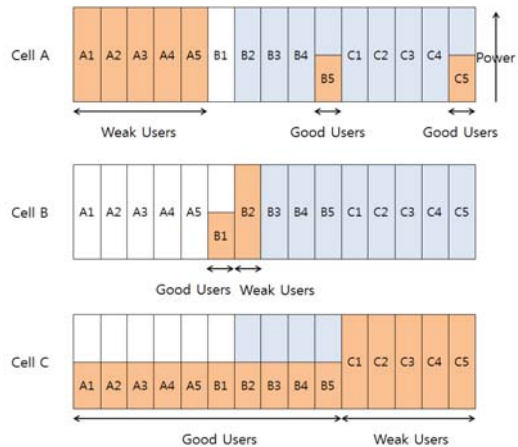 Cell A
A1 A2 A3 A4 A5 B1 B2 B3 B4 B5 C1 C2 C3 C4 C5
Power
Weak Users Good Users Good Users
Cell B
A1 A2 A3 A4 A5 B1 B2 B3 B4 B5 C1 C2 C3 C4 C5
Good Users Weak Users
Cell C
A1 A2 A3 A4 A5 B1 B2 B3 B4 B5 C1 C2 C3 C4 C5
Good Users Weak Users